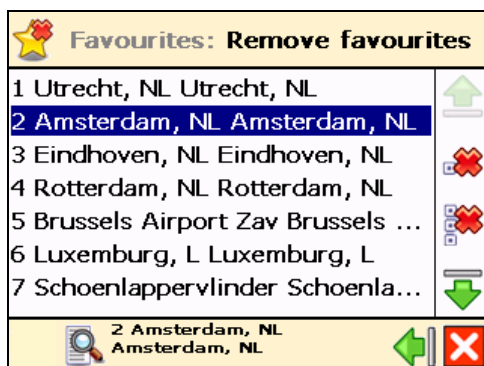 Favourites: Remove favourites
1 Utrecht, NL Utrecht, NL
2 Amsterdam, NL Amsterdam, NL
3 Eindhoven, NL Eindhoven, NL
4 Rotterdam, NL Rotterdam, NL
5 Brussels Airport Zav Brussels ...
6 Luxemburg, L Luxemburg, L
7 Schoenlappervlinder Schoenla...
2 Amsterdam, NL
Amsterdam, NL